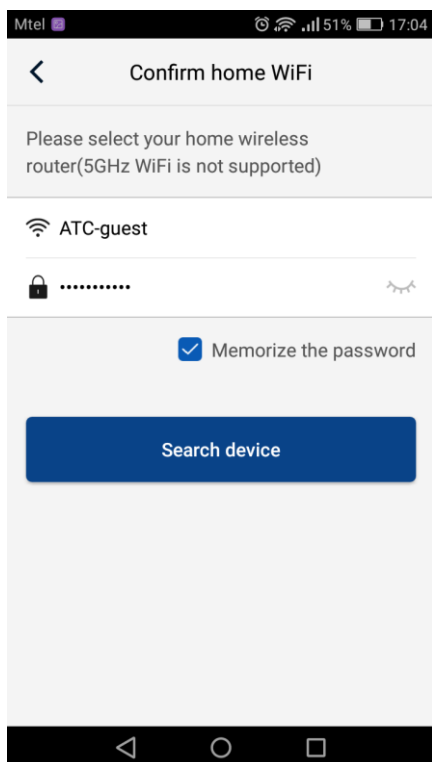 Mtel 51% 17:04
Confirm home WiFi
Please select your home wireless
router(5GHz WiFi is not supported)
ATC-guest
•••••••••••
Memorize the password
Search device